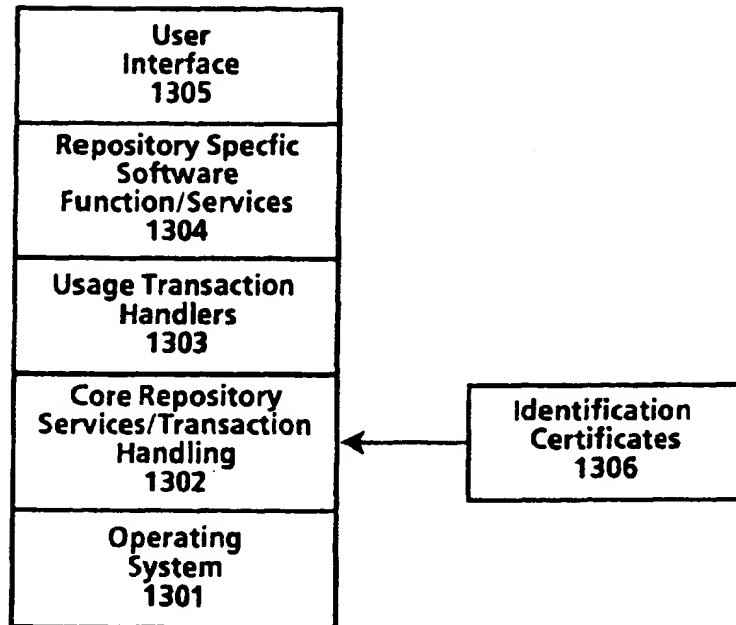 User
Interface
1305
Repository Specfic
Software
Function/Services
1304
Usage Transaction
Handlers
1303
Core Repository
Services/Transaction
Handling
1302
Identification
Certificates
1306
Operating
System
1301